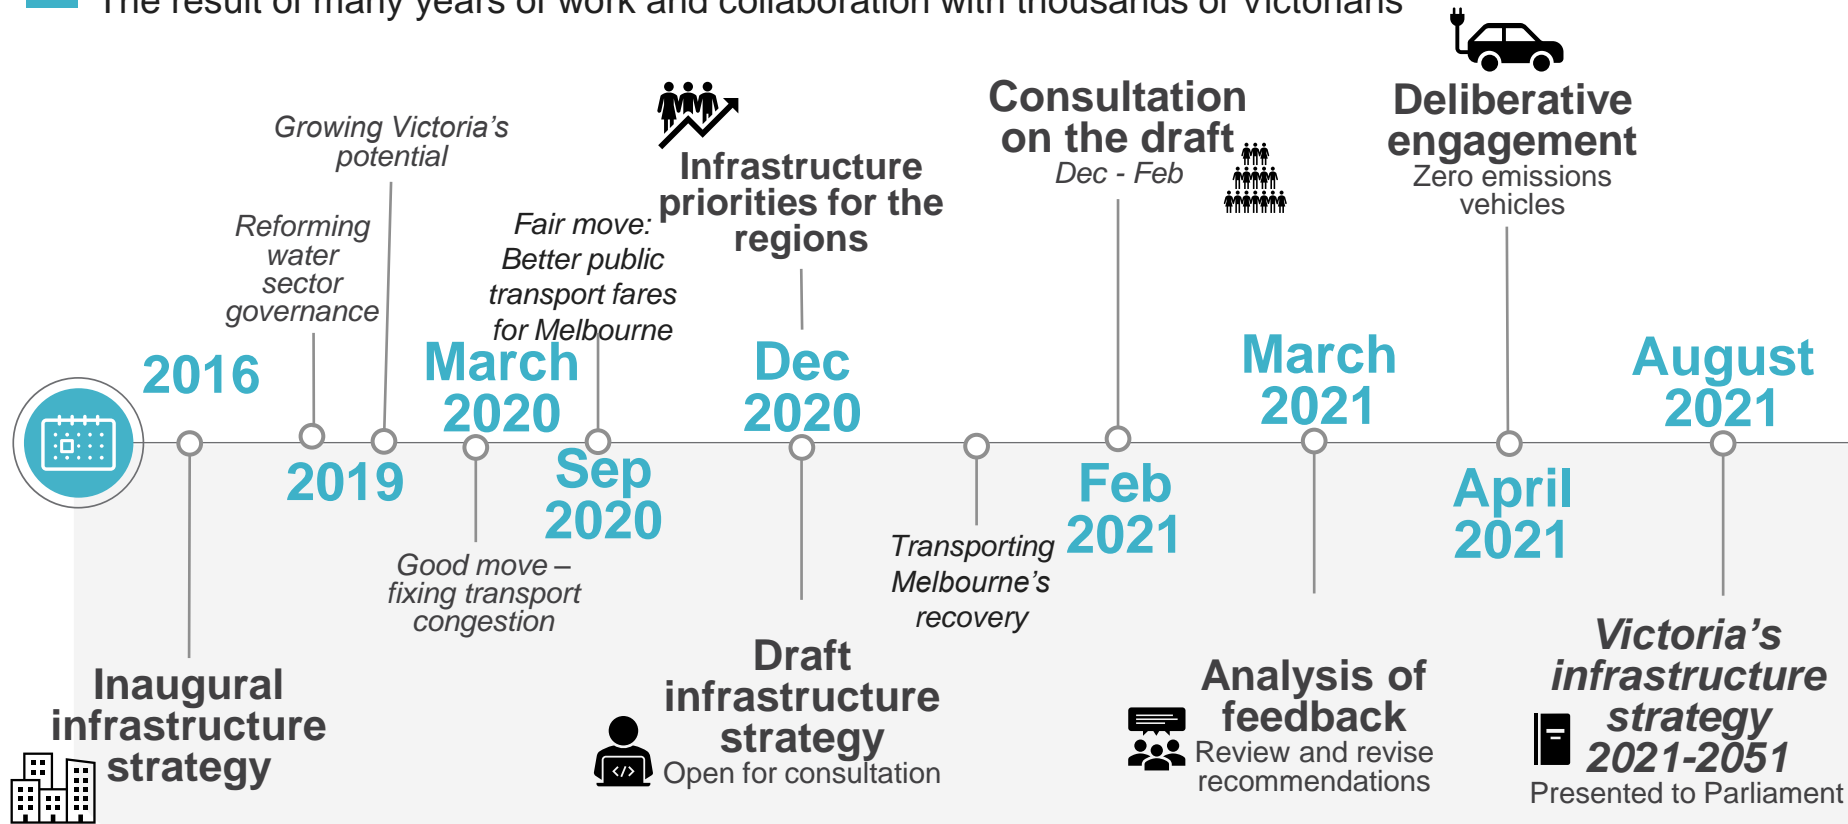 The result of many years of work and collaboration with thousands of Victorians
Growing Victoria's
potential
Reforming
water
sector
governance
Fair move:
Better public
transport fares
for Melbourne
Infrastructure
priorities for the
regions
Consultation
on the draft
Dec - Feb
Deliberative
engagement
Zero emissions
vehicles
2016
2019
March
2020
Sep
2020
Dec
2020
Feb
2021
March
2021
April
2021
August
2021
Inaugural
infrastructure
strategy
Good move –
fixing transport
congestion
</>
Draft
infrastructure
strategy
Open for consultation
Transporting
Melbourne's
recovery
Analysis of
feedback
Review and revise
recommendations
Victoria's
infrastructure
strategy
2021-2051
Presented to Parliament